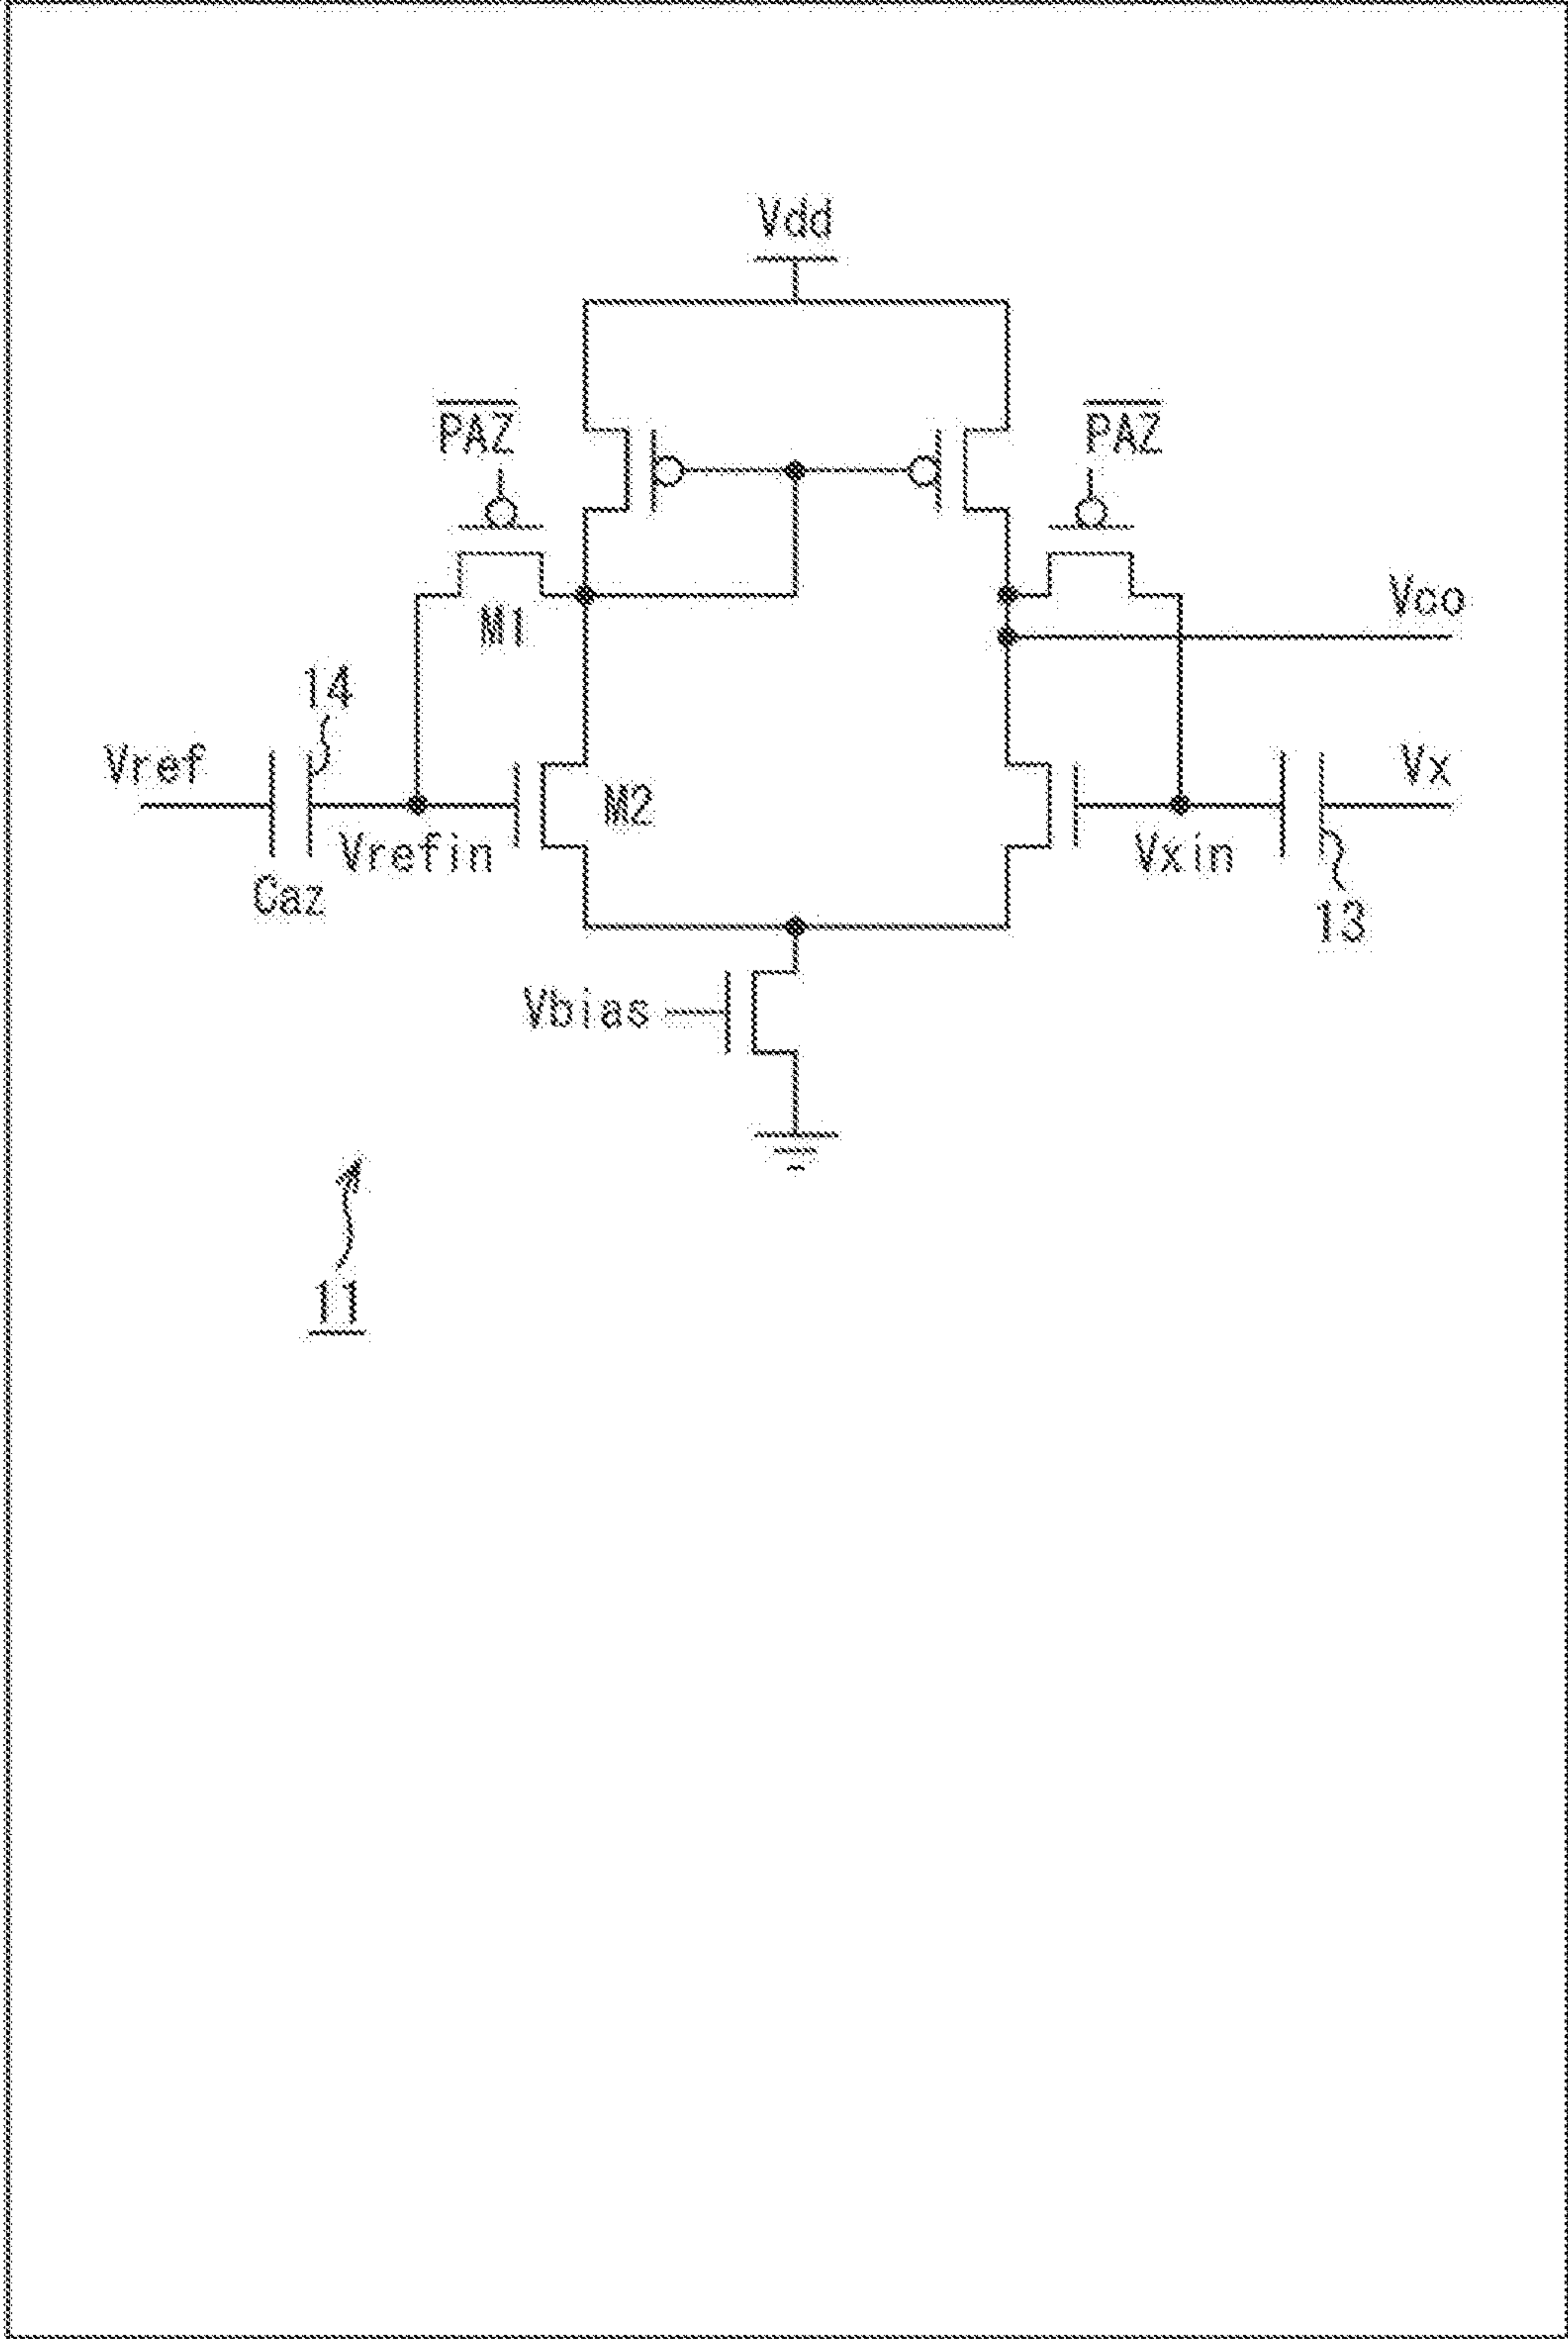 Vdd
PAZ
PAZ
M1
Vco
14
Vref
M2
Vx
Vrefin
Vxin
Caz
13
Vbias
11